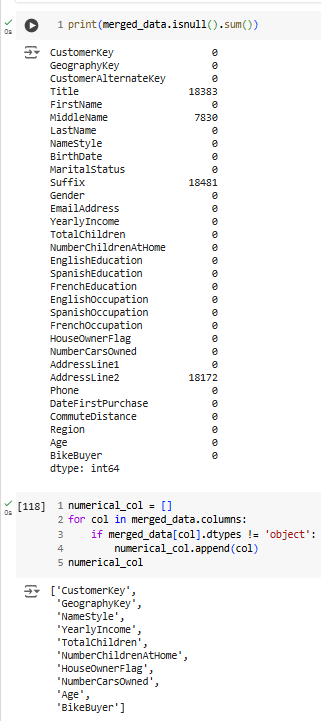 0s
1 print(merged_data.isnull().sum())
CustomerKey 0
GeographyKey 0
CustomerAlternateKey 0
Title 18383
FirstName 0
MiddleName 7830
LastName 0
NameStyle 0
BirthDate 0
MaritalStatus 0
Suffix 18481
Gender 0
EmailAddress 0
YearlyIncome 0
TotalChildren 0
NumberChildrenAtHome 0
EnglishEducation 0
SpanishEducation 0
FrenchEducation 0
EnglishOccupation 0
SpanishOccupation 0
FrenchOccupation 0
HouseOwnerFlag 0
NumberCarsOwned 0
AddressLine1 0
AddressLine2 18172
Phone 0
DateFirstPurchase 0
CommuteDistance 0
Region 0
Age 0
BikeBuyer 0
dtype: int64
0s
[118] 1 numerical_col = []
2 for col in merged_data.columns:
3     if merged_data[col].dtypes != 'object':
4         numerical_col.append(col)
5 numerical_col
['CustomerKey',
 'GeographyKey',
 'NameStyle',
 'YearlyIncome',
 'TotalChildren',
 'NumberChildrenAtHome',
 'HouseOwnerFlag',
 'NumberCarsOwned',
 'Age',
 'BikeBuyer']